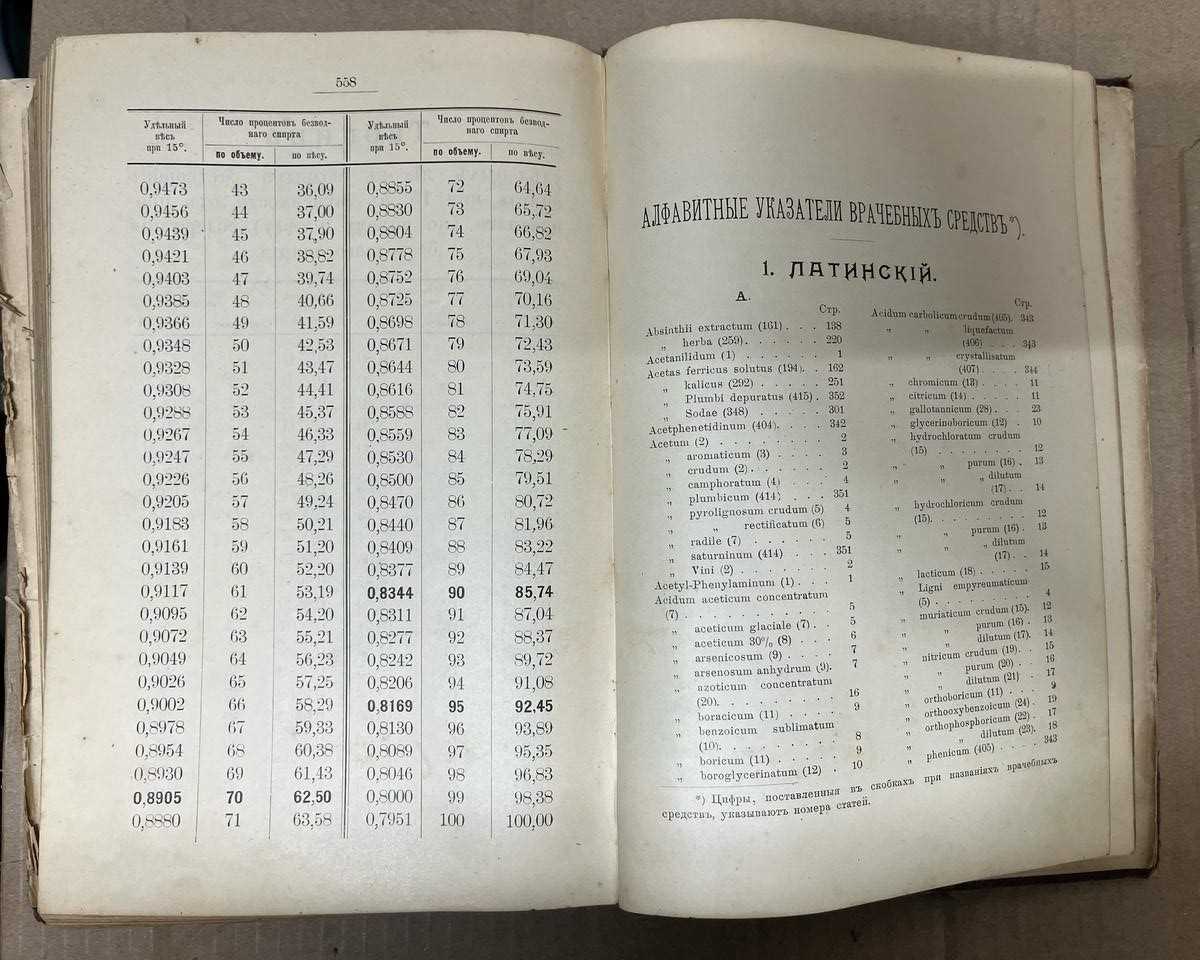 558
Удѣльный вѣсъ при 15°. Число процентовъ безвод- Удѣльный вѣсъ при 15°. Число процентовъ безвод-
наго спирта наго спирта
по объему. по вѣсу. по объему. по вѣсу.
0,9473 43 36,09 0,8855 72 64,64
0,9456 44 37,00 0,8830 73 65,72
0,9439 45 37,90 0,8804 74 66,82
0,9421 46 38,82 0,8778 75 67,93
0,9403 47 39,74 0,8752 76 69,04
0,9385 48 40,66 0,8725 77 70,16
0,9366 49 41,59 0,8698 78 71,30
0,9348 50 42,53 0,8671 79 72,43
0,9328 51 43,47 0,8644 80 73,59
0,9308 52 44,41 0,8616 81 74,75
0,9288 53 45,37 0,8588 82 75,91
0,9267 54 46,33 0,8559 83 77,09
0,9247 55 47,29 0,8530 84 78,29
0,9226 56 48,26 0,8500 85 79,51
0,9205 57 49,24 0,8470 86 80,72
0,9183 58 50,21 0,8440 87 81,96
0,9161 59 51,20 0,8409 88 83,22
0,9139 60 52,20 0,8377 89 84,47
0,9117 61 53,19 0,8344 90 85,74
0,9095 62 54,20 0,8311 91 87,04
0,9072 63 55,21 0,8277 92 88,37
0,9049 64 56,23 0,8242 93 89,72
0,9026 65 57,25 0,8206 94 91,08
0,9002 66 58,29 0,8169 95 92,45
0,8978 67 59,33 0,8130 96 93,89
0,8954 68 60,38 0,8089 97 95,35
0,8930 69 61,43 0,8046 98 96,83
0,8905 70 62,50 0,8000 99 98,38
0,8880 71 63,58 0,7951 100 100,00
АЛФАВИТНЫЕ УКАЗАТЕЛИ ВРАЧЕБНЫХЪ СРЕДСТВЪ*).
1. ЛАТИНСКІЙ.
A.
Стр.
Absinthii extractum (161) . . . 138
„ herba (259) . . . . . . 220
Acetanilidum (1) . . . . . . 1
Acetas ferricus solutus (194) . . 162
„ kalicus (292) . . . . . 251
„ Plumbi depuratus (415) . 352
„ Sodae (348) . . . . . 301
Acetphenetidinum (404) . . . . 342
Acetum (2) . . . . . . . . 2
„ aromaticum (3) . . . . 3
„ crudum (2) . . . . . . 2
„ camphoratum (4) . . . 4
„ plumbicum (414) . . . 351
„ pyrolignosum crudum (5) 4
„ „ rectificatum (6) 5
„ radile (7) . . . . . . 5
„ saturninum (414) . . . 351
„ Vini (2) . . . . . . . 2
Acetyl-Phenylaminum (1) . . . 1
Acidum aceticum concentratum
(7) . . . . . . . . . 5
„ aceticum glaciale (7) . . 5
„ aceticum 30% (8) . . . 6
„ arsenicosum (9) . . . . 7
„ arsenosum anhydrum (9) . 7
„ azoticum concentratum
(20) . . . . . . . . 16
„ boracicum (11) . . . . 9
„ benzoicum sublimatum
(10) . . . . . . . . 8
„ boricum (11) . . . . . 9
„ boroglycerinatum (12) . 10
Стр.
Acidum carbolicum crudum (405). 343
„ „ liquefactum
(406) . . . 343
„ „ crystallisatum
(407) . . . . 344
„ chromicum (13) . . . . 11
„ citricum (14) . . . . . 11
„ gallotannicum (28) . . . 23
„ glycerinoboricum (12) . 10
„ hydrochloratum crudum
(15) . . . . . . . . 12
„ „ purum (16) . 13
„ „ „ dilutum
(17) . . 14
„ hydrochloricum crudum
(15) . . . . . . . . 12
„ „ purum (16) . 13
„ „ „ dilutum
(17) . . 14
„ lacticum (18) . . . . . 15
„ Ligni empyreumaticum
(5) . . . . . . . . 4
„ muriaticum crudum (15). 12
„ „ purum (16) . 13
„ „ dilutum (17). 14
„ nitricum crudum (19) . . 15
„ „ purum (20) . . 16
„ „ dilutum (21) . 17
„ orthoboricum (11) . . . 9
„ orthooxybenzoicum (24) . 19
„ orthophosphoricum (22) . 17
„ „ dilutum (23). 18
„ phenicum (405) . . . . 343
*) Цифры, поставленныя въ скобкахъ при названіяхъ врачебныхъ
средствъ, указываютъ номера статей.